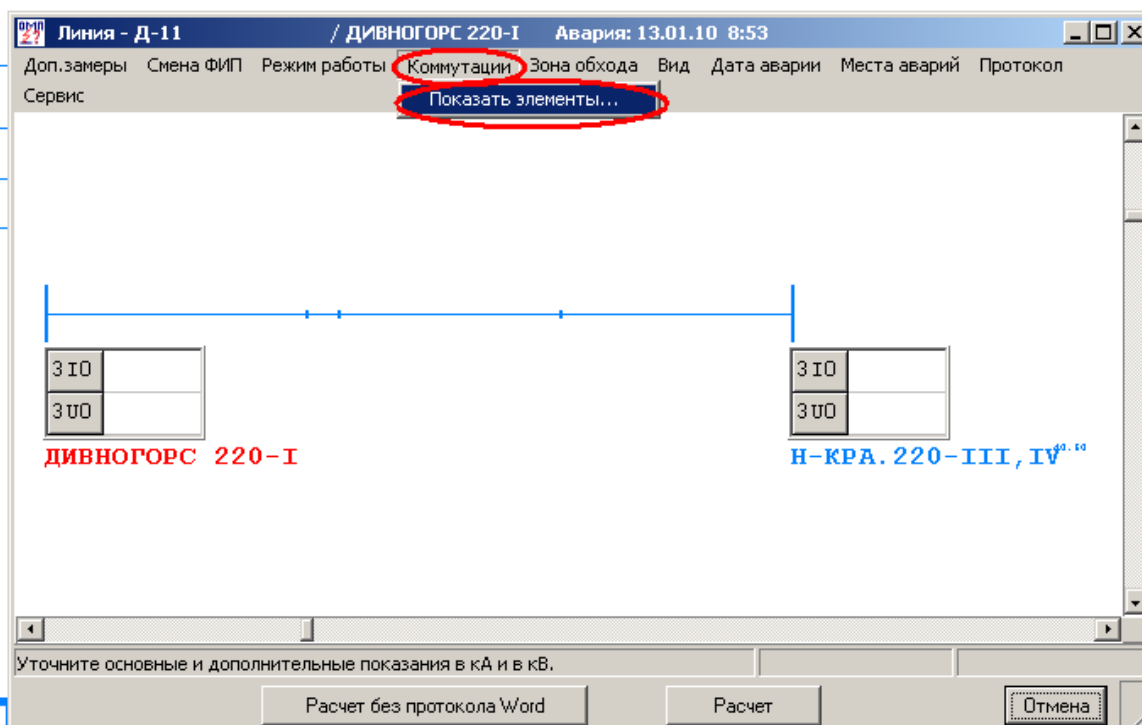 ОМП
Линия - Д-11 / ДИВНОГОРС 220-I Авария: 13.01.10 8:53
Доп.замеры Смена ФИП Режим работы Коммутации Зона обхода Вид Дата аварии Места аварий Протокол
Сервис Показать элементы...
3I0 3I0
3U0 3U0
ДИВНОГОРС 220-I Н-КРА.220-III,IV
Уточните основные и дополнительные показания в кА и в кВ.
Расчет без протокола Word Расчет Отмена